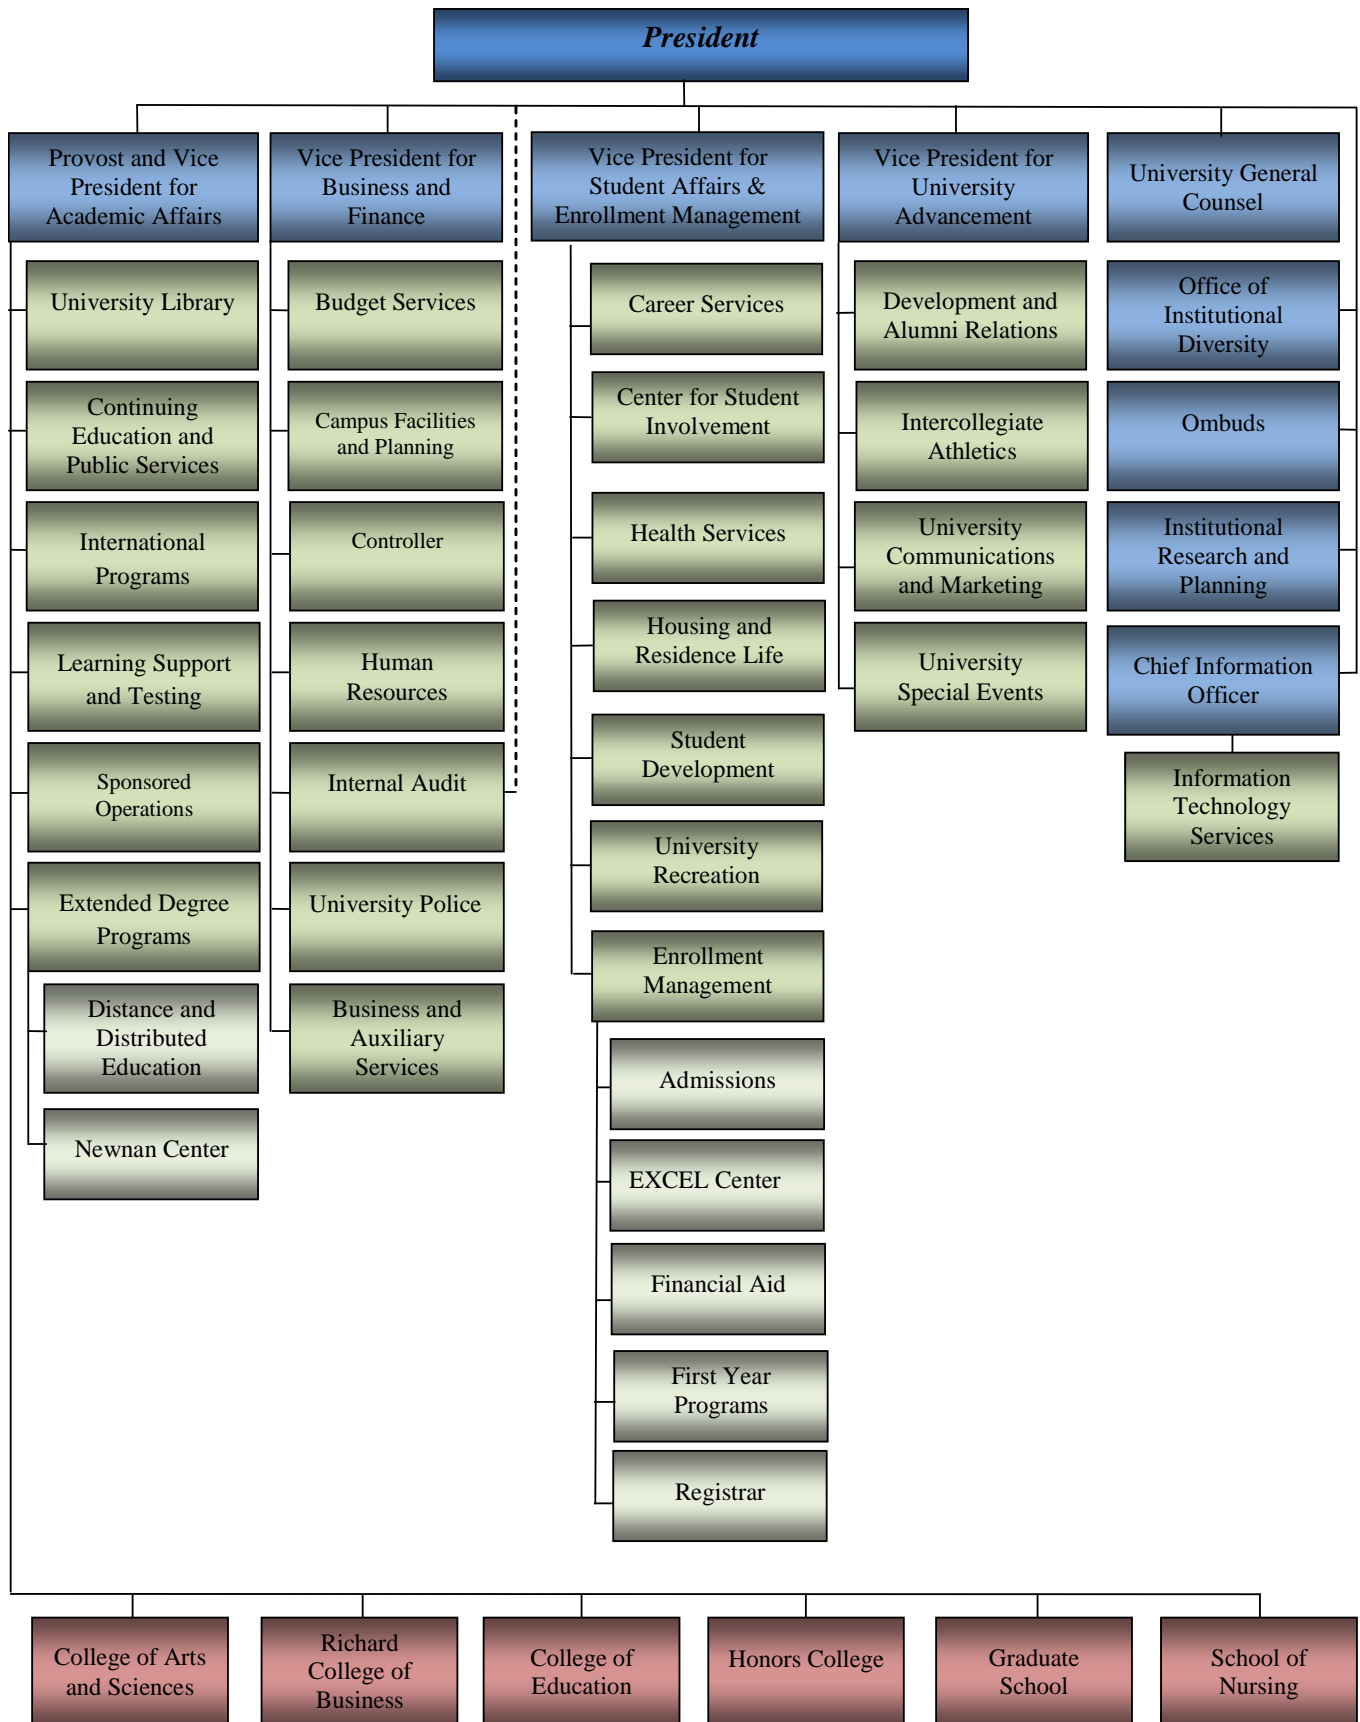 President
Provost and Vice
President for
Academic Affairs
Vice President for
Business and
Finance
Vice President for
Student Affairs &
Enrollment Management
Vice President for
University
Advancement
University General
Counsel
University Library
Continuing
Education and
Public Services
International
Programs
Learning Support
and Testing
Sponsored
Operations
Extended Degree
Programs
Distance and
Distributed
Education
Newnan Center
Budget Services
Campus Facilities
and Planning
Controller
Human
Resources
Internal Audit
University Police
Business and
Auxiliary
Services
Career Services
Center for Student
Involvement
Health Services
Housing and
Residence Life
Student
Development
University
Recreation
Enrollment
Management
Admissions
EXCEL Center
Financial Aid
First Year
Programs
Registrar
Development and
Alumni Relations
Intercollegiate
Athletics
University
Communications
and Marketing
University
Special Events
Office of
Institutional
Diversity
Ombuds
Institutional
Research and
Planning
Chief Information
Officer
Information
Technology
Services
College of Arts
and Sciences
Richard
College of
Business
College of
Education
Honors College
Graduate
School
School of
Nursing